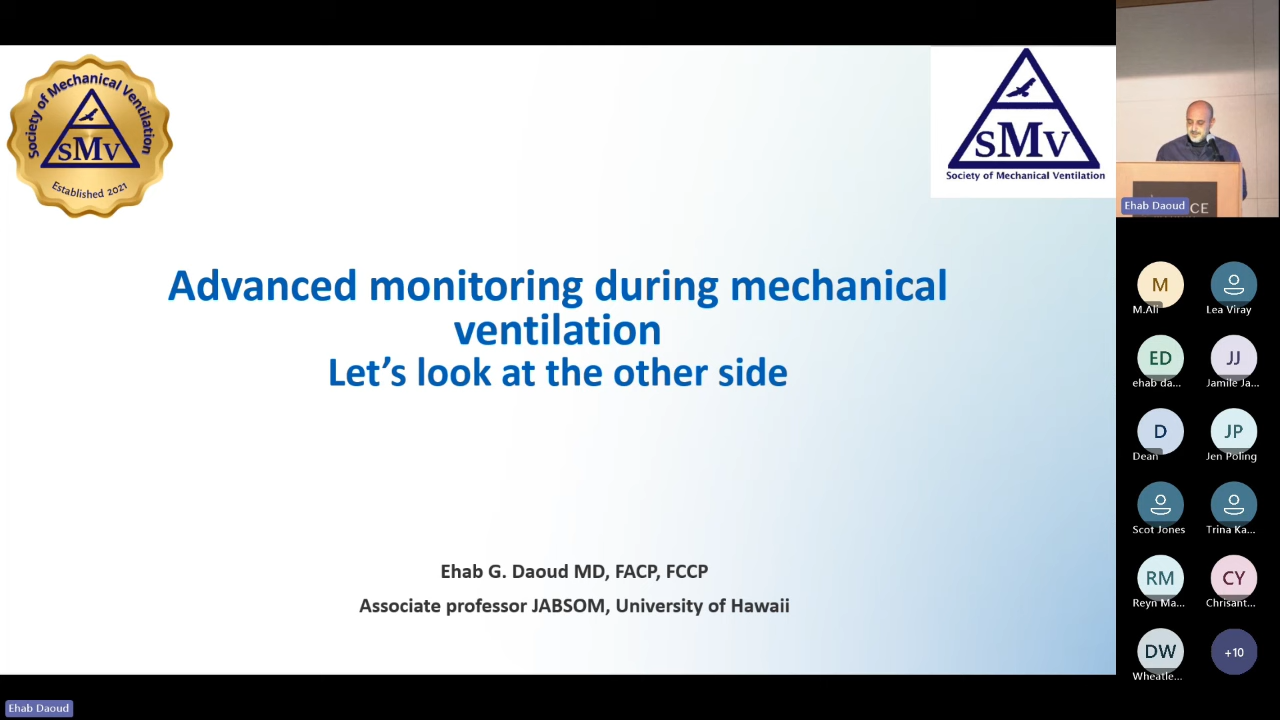 Society of Mechanical Ventilation
SMV
Established 2021
SMV
Society of Mechanical Ventilation
Advanced monitoring during mechanical
ventilation
Let's look at the other side
Ehab G. Daoud MD, FACP, FCCP
Associate professor JABSOM, University of Hawaii
Ehab Daoud
CE
Ehab Daoud
M
M.Ali
Lea Viray
ED
ehab da...
JJ
Jamile Ja...
D
Dean
JP
Jen Poling
Scot Jones
Trina Ka...
RM
Reyn Ma...
CY
Chrisant...
DW
Wheatle...
+10